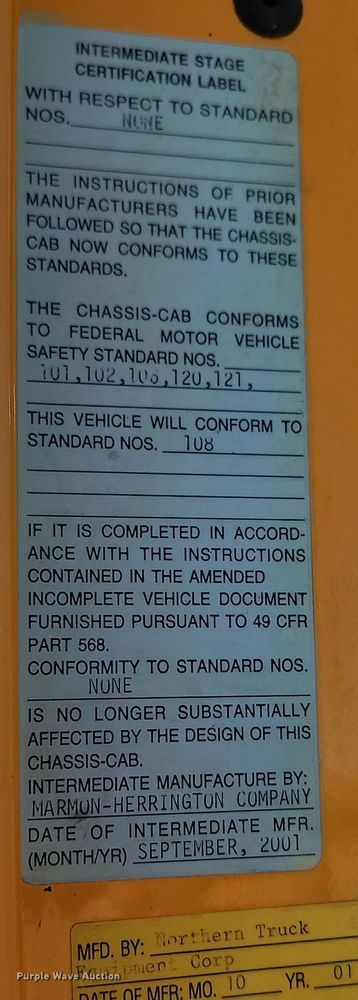 INTERMEDIATE STAGE
CERTIFICATION LABEL
WITH RESPECT TO STANDARD
NOS. NONE
THE INSTRUCTIONS OF PRIOR
MANUFACTURERS HAVE BEEN
FOLLOWED SO THAT THE CHASSIS-
CAB NOW CONFORMS TO THESE
STANDARDS.
THE CHASSIS-CAB CONFORMS
TO FEDERAL MOTOR VEHICLE
SAFETY STANDARD NOS.
101,102,106,120,121,
THIS VEHICLE WILL CONFORM TO
STANDARD NOS. 108
IF IT IS COMPLETED IN ACCORD-
ANCE WITH THE INSTRUCTIONS
CONTAINED IN THE AMENDED
INCOMPLETE VEHICLE DOCUMENT
FURNISHED PURSUANT TO 49 CFR
PART 568.
CONFORMITY TO STANDARD NOS.
NONE
IS NO LONGER SUBSTANTIALLY
AFFECTED BY THE DESIGN OF THIS
CHASSIS-CAB.
INTERMEDIATE MANUFACTURE BY:
MARMON-HERRINGTON COMPANY
DATE OF INTERMEDIATE MFR.
(MONTH/YR) SEPTEMBER, 2001
MFD. BY: Northern Truck
Equipment Corp
DATE OF MFR: MO. 10 YR. 01
Purple Wave Auction